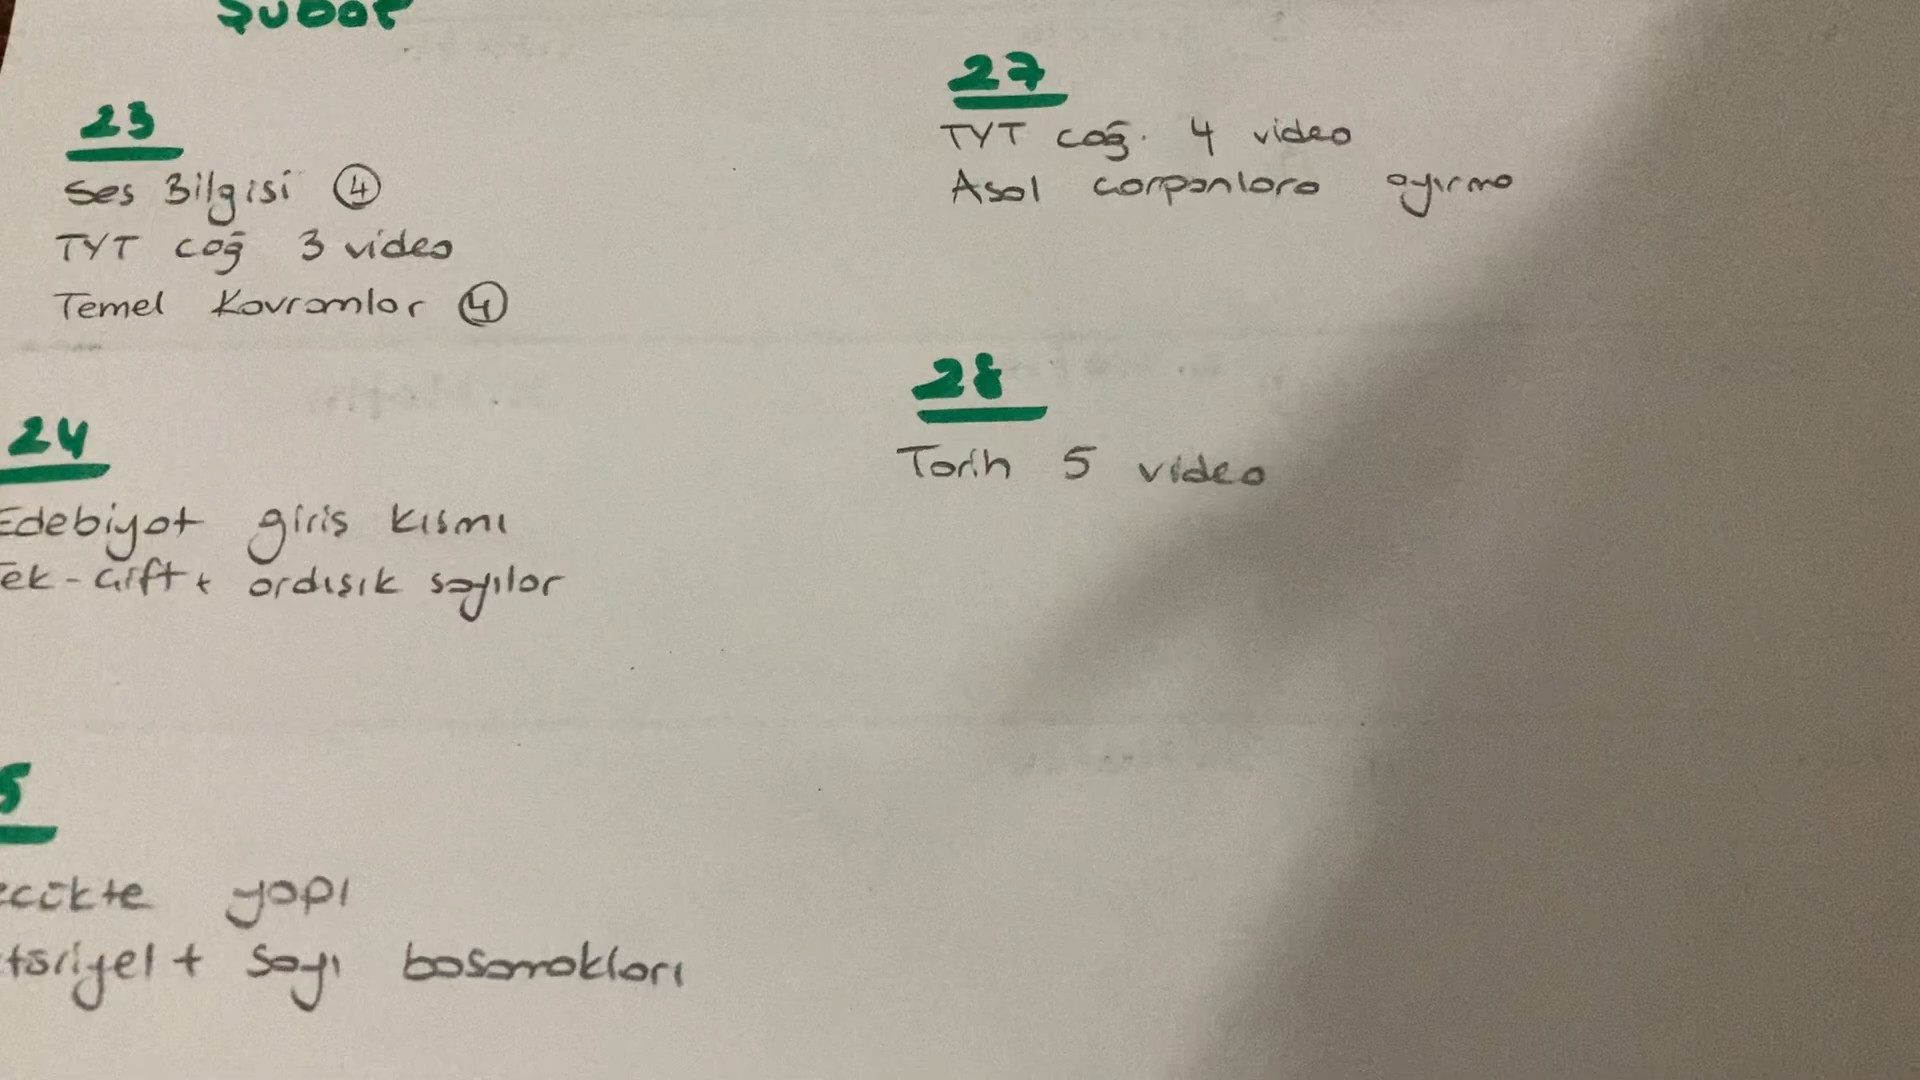 Şubat
23
Ses Bilgisi ④
TYT coğ 3 video
Temel Kavramlar ④
24
Edebiyat giriş kısmı
Tek-Çift + ardışık sayılar
5
yapı
+ sayı basamakları
27
TYT coğ. 4 video
Asal çarpanlara ayırma
28
Tarih 5 video